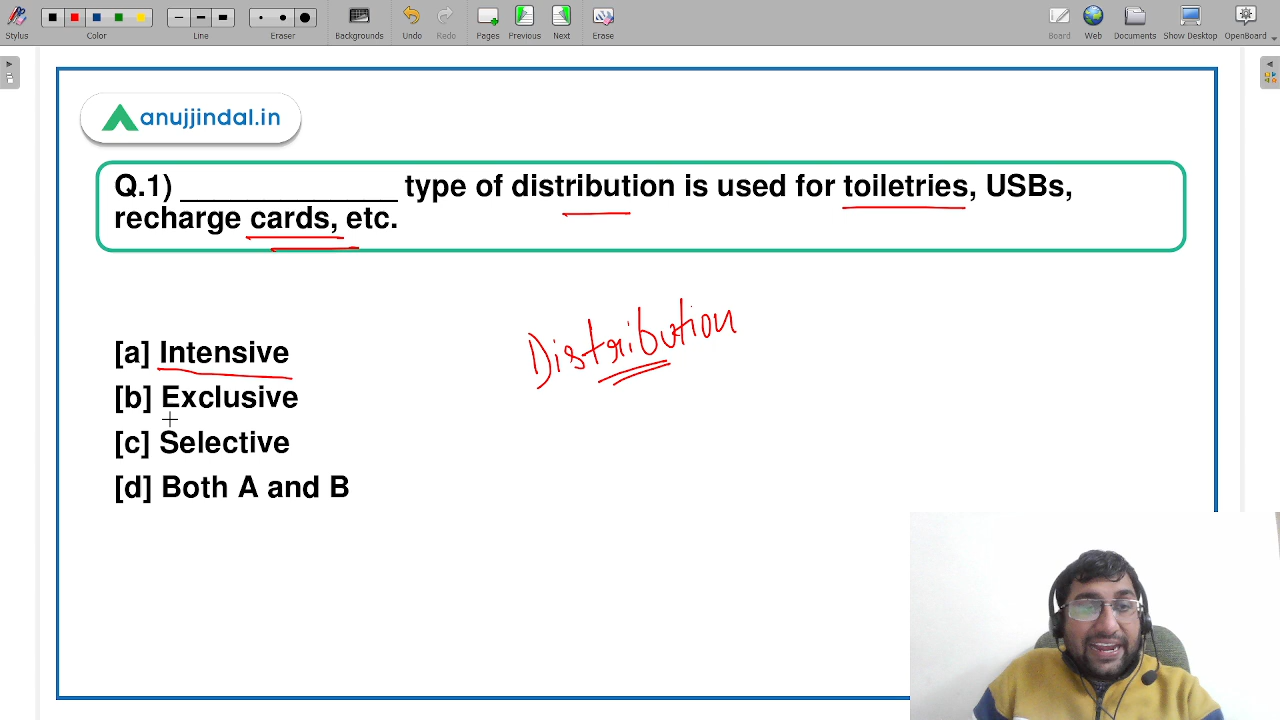 Stylus
Color
Line
Eraser
Backgrounds
Undo
Redo
Pages
Previous
Next
Erase
Board
Web
Documents
Show Desktop
OpenBoard
anujjindal.in
Q.1) ______________ type of distribution is used for toiletries, USBs,
recharge cards, etc.
Distribution
[a] Intensive
[b] Exclusive
[c] Selective
[d] Both A and B